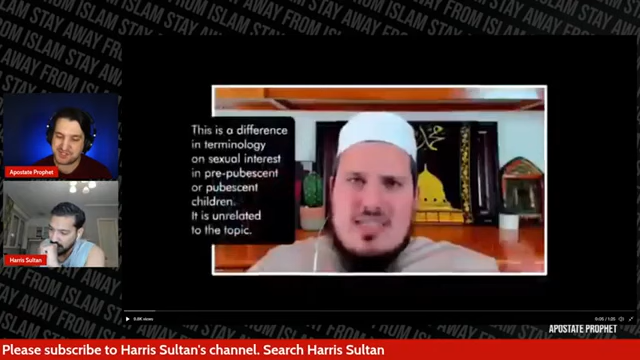 STAY AWAY FROM ISLAM STAY AWAY FROM ISLAM STAY AWAY FROM ISLAM
This is a difference
in terminology
on sexual interest
in pre-pubescent
or pubescent
children.
It is unrelated
to the topic.
Apostate Prophet
Harris Sultan
APOSTATE PROPHET
Please subscribe to Harris Sultan's channel. Search Harris Sultan